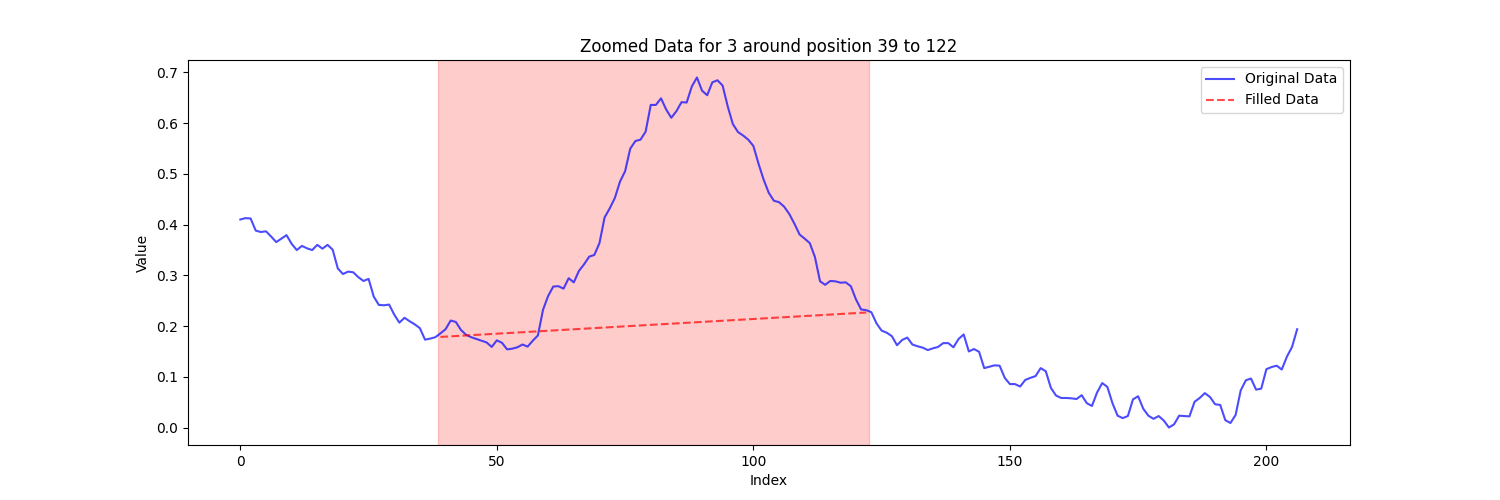 Zoomed Data for 3 around position 39 to 122
Original Data
Filled Data
Value
0.7
0.6
0.5
0.4
0.3
0.2
0.1
0.0
0
50
100
150
200
Index